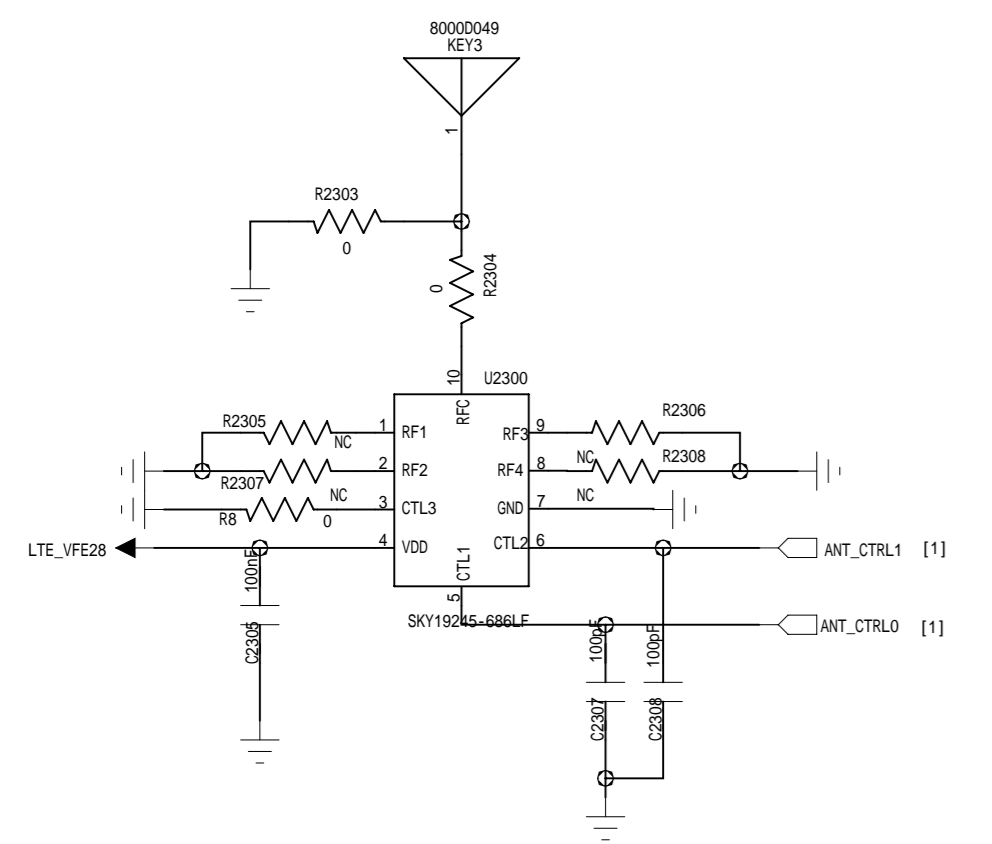 8000D049
KEY3
1
R2303
0
R2304
0
10
U2300
RFC
R2305
1
RF1
NC
RF3
9
R2306
2
RF2
R2307
NC
RF4
8
NC
R2308
3
CTL3
R8
0
GND
7
NC
LTE_VFE28
4
VDD
CTL1
CTL2
6
ANT_CTRL1 [1]
100nF
C2305
5
SKY19245-686LF
ANT_CTRL0 [1]
100pF
100pF
C2307
C2308